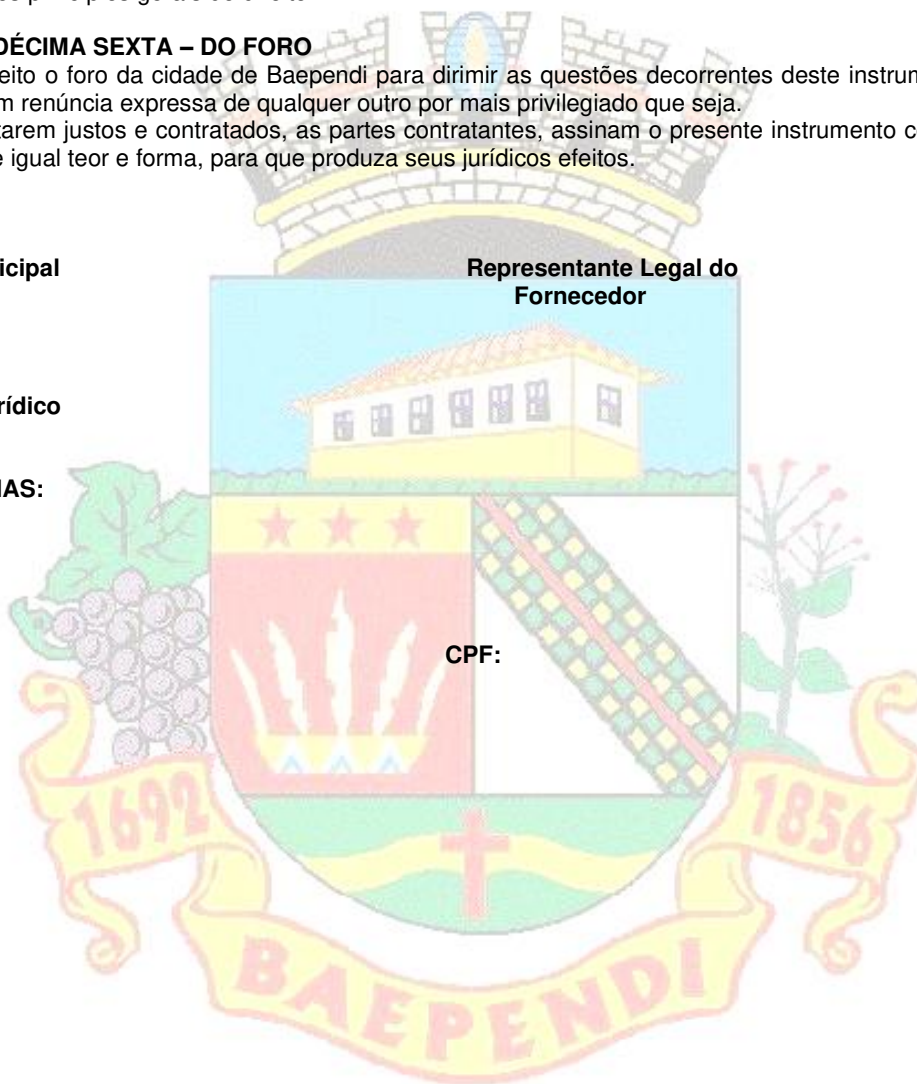 DÉCIMA SEXTA – DO FORO
eito o foro da cidade de Baependi para dirimir as questões decorrentes deste instrum
m renúncia expressa de qualquer outro por mais privilegiado que seja.
tarem justos e contratados, as partes contratantes, assinam o presente instrumento c
e igual teor e forma, para que produza seus jurídicos efeitos.
icipal
Representante Legal do
Fornecedor
rídico
IAS:
CPF:
1692
1856
BAEPENDI